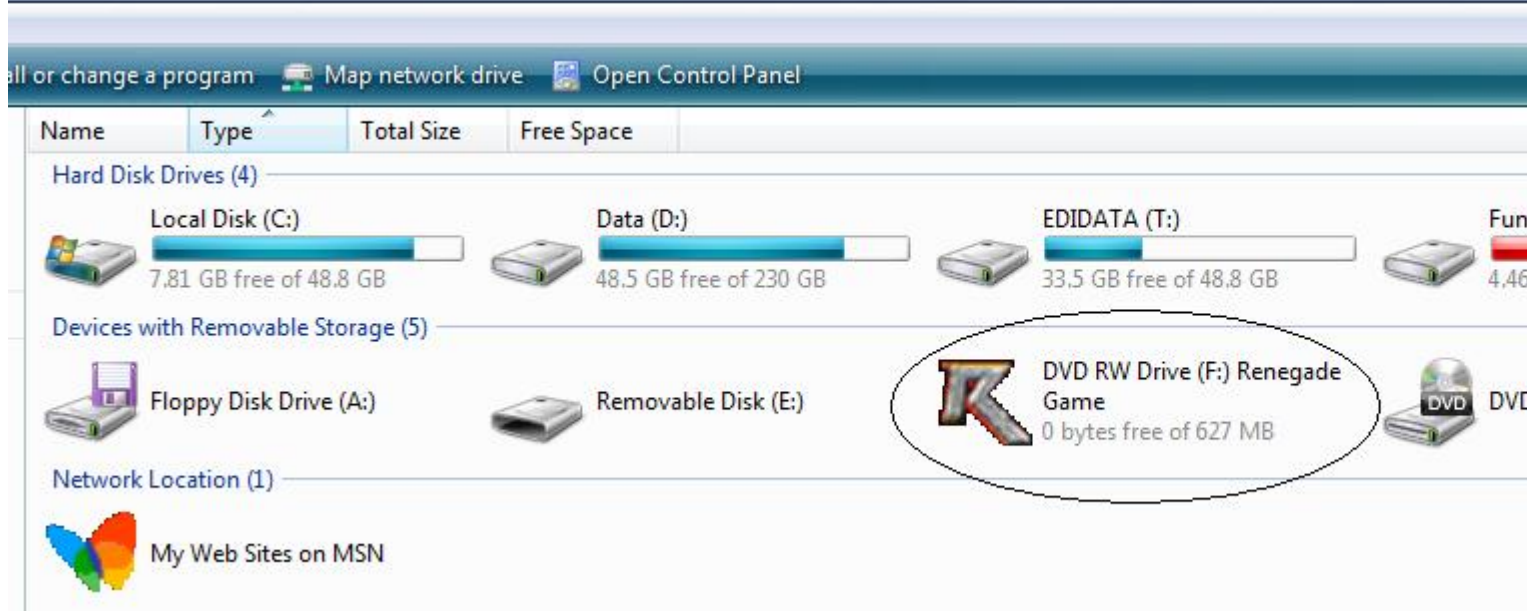 all or change a program Map network drive Open Control Panel
Name Type Total Size Free Space
Hard Disk Drives (4)
Local Disk (C:) Data (D:) EDIDATA (T:) Fun
7.81 GB free of 48.8 GB 48.5 GB free of 230 GB 33.5 GB free of 48.8 GB 4.46
Devices with Removable Storage (5)
DVD RW Drive (F:) Renegade
Floppy Disk Drive (A:) Removable Disk (E:) Game DVD DVD
0 bytes free of 627 MB
Network Location (1)
My Web Sites on MSN